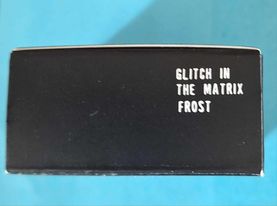 GLITCH IN
THE MATRIX
FROST